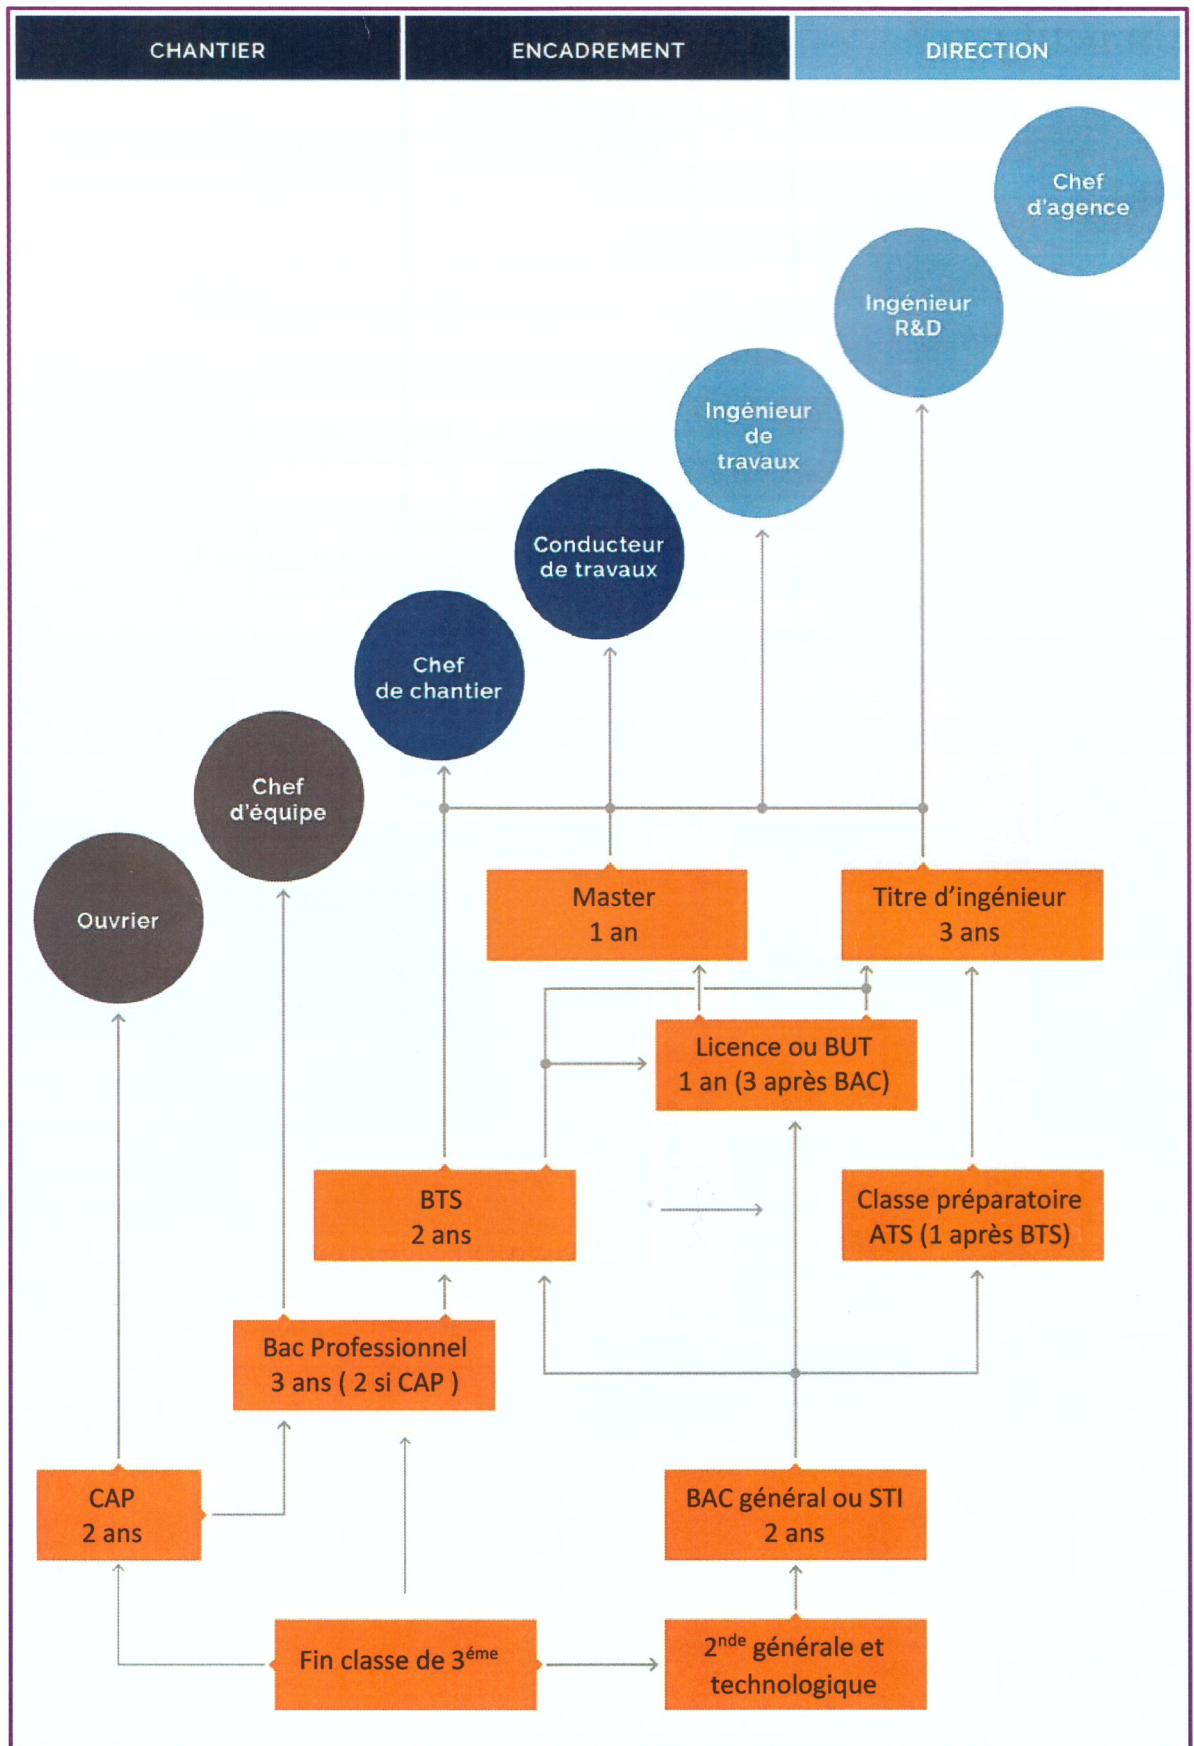 CHANTIER
ENCADREMENT
DIRECTION
Chef
d'agence
Ingénieur
R&D
Ingénieur
de
travaux
Conducteur
de travaux
Chef
de chantier
Chef
d'équipe
Ouvrier
Master
1 an
Titre d'ingénieur
3 ans
Licence ou BUT
1 an (3 après BAC)
BTS
2 ans
Classe préparatoire
ATS (1 après BTS)
Bac Professionnel
3 ans ( 2 si CAP )
CAP
2 ans
BAC général ou STI
2 ans
Fin classe de 3éme
2nde générale et
technologique